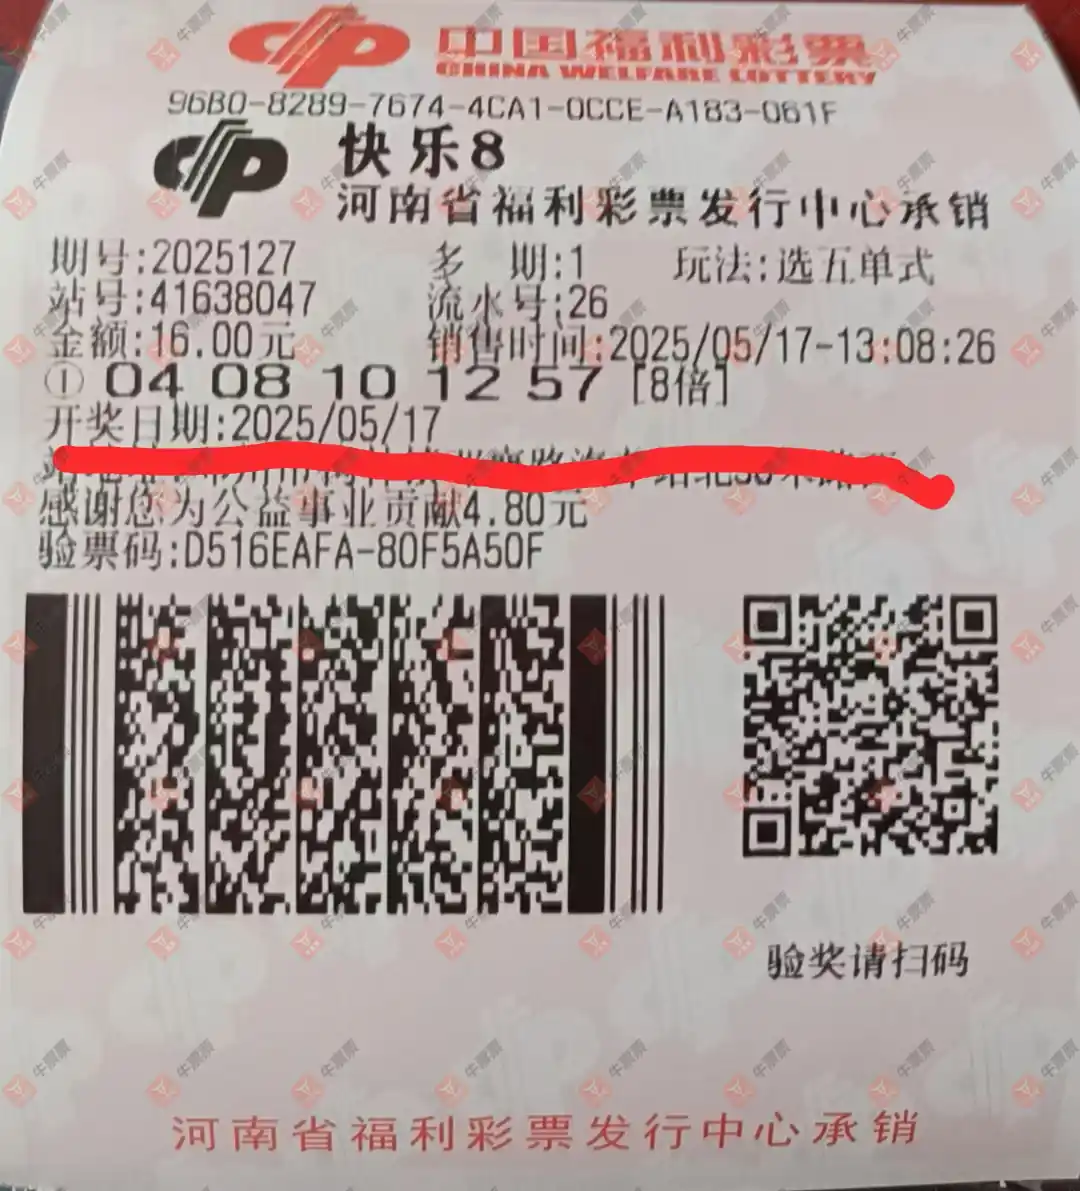 中国福利彩票
CHINA WELFARE LOTTERY
96B0-8289-7674-4CA1-0CCE-A183-061F
快乐8
河南省福利彩票发行中心承销
期号:2025127 多 期:1 玩法:选五单式
站号:41638047 流水号:26
金额:16.00元 销售时间:2025/05/17-13:08:26
① 04 08 10 12 57 [8倍]
开奖日期:2025/05/17
感谢您为公益事业贡献4.80元
验票码:D516EAFA-80F5A50F
验奖请扫码
河南省福利彩票发行中心承销
牛票票